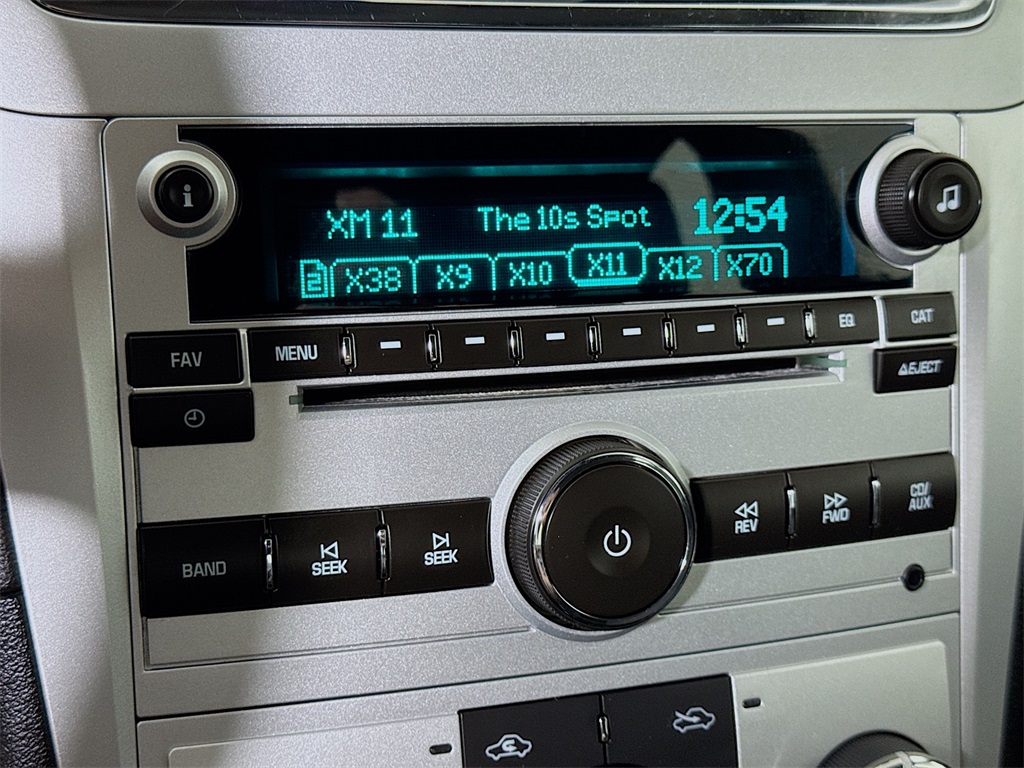 i
XM 11 The 10s Spot 12:54
2 X38 X9 X10 X11 X12 X70
FAV MENU EQ CAT
EJECT
BAND SEEK SEEK REV FWD CD/
AUX